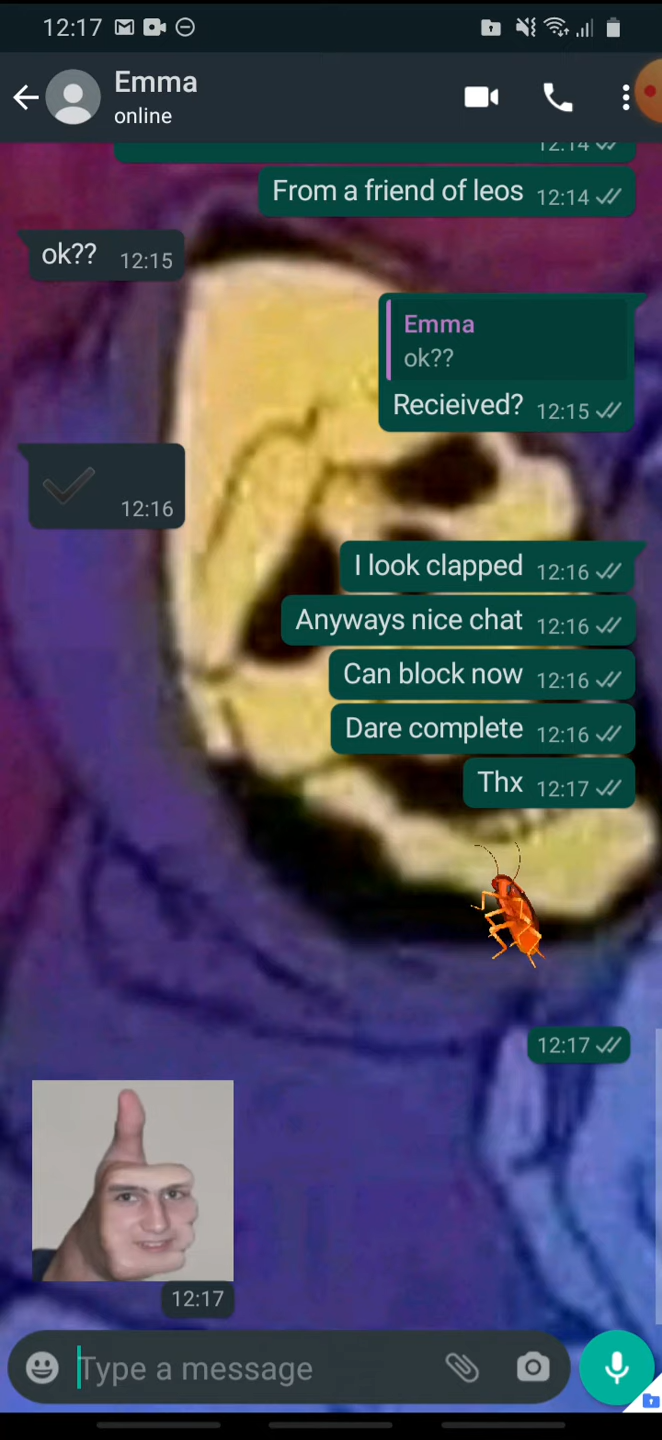 12:17
Emma
online
12:14
From a friend of leos 12:14
ok?? 12:15
Emma
ok??
Recieived? 12:15
12:16
I look clapped 12:16
Anyways nice chat 12:16
Can block now 12:16
Dare complete 12:16
Thx 12:17
12:17
12:17
Type a message